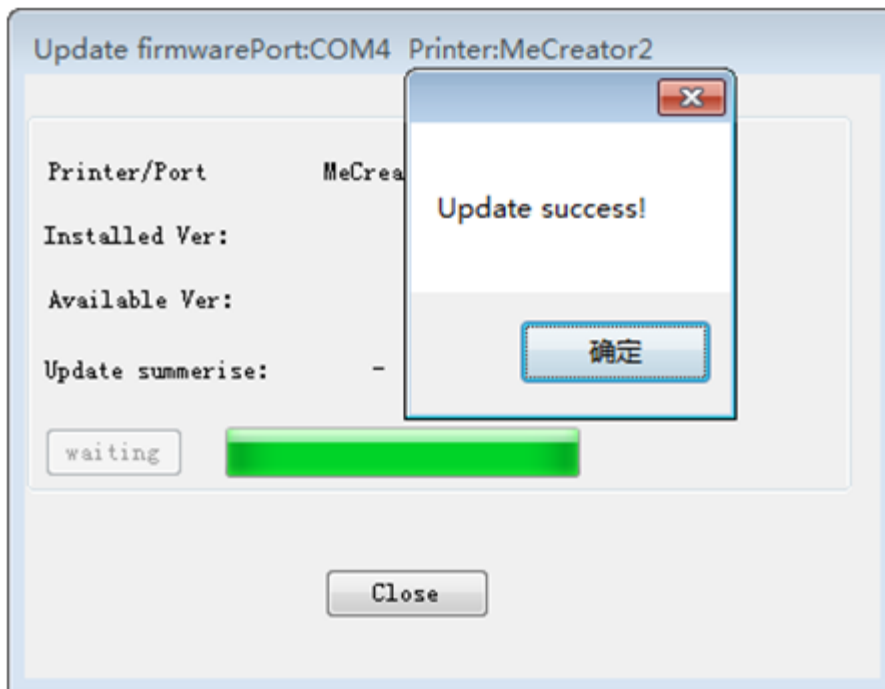 Update firmwarePort:COM4 Printer:MeCreator2
Printer/Port MeCrea
Update success!
Installed Ver:
Available Ver:
确定
Update summerise: -
waiting
Close